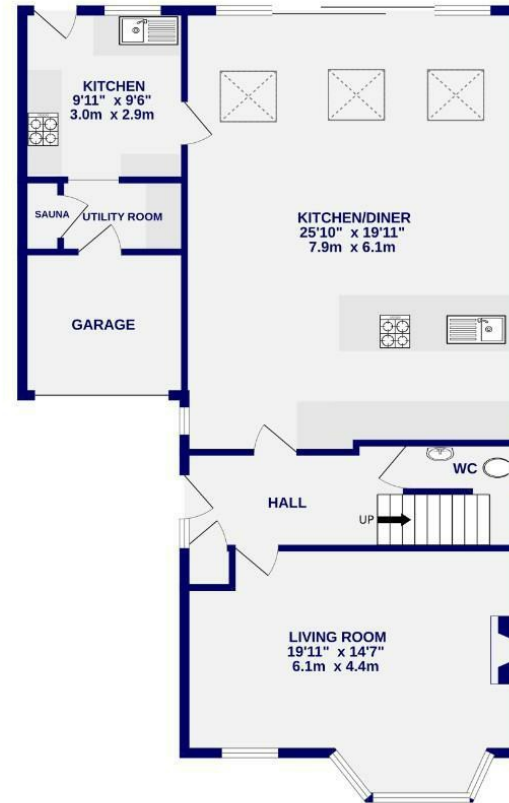 KITCHEN
9'11" x 9'6"
3.0m x 2.9m
SAUNA
UTILITY ROOM
GARAGE
KITCHEN/DINER
25'10" x 19'11"
7.9m x 6.1m
WC
HALL
UP
LIVING ROOM
19'11" x 14'7"
6.1m x 4.4m